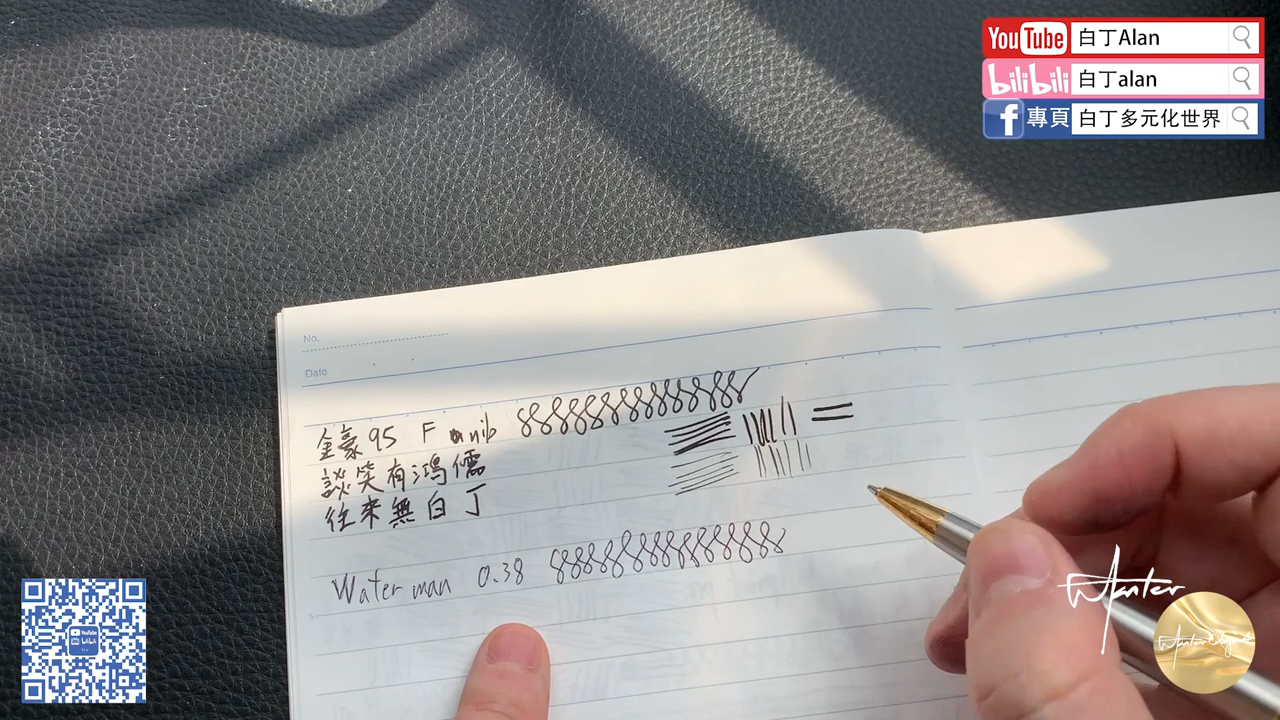 YouTube 白丁Alan
bilibili 白丁alan
f 專頁 白丁多元化世界
No.
Date
金豪 95 F nib
談笑有鴻儒
往來無白丁
Waterman 0.38